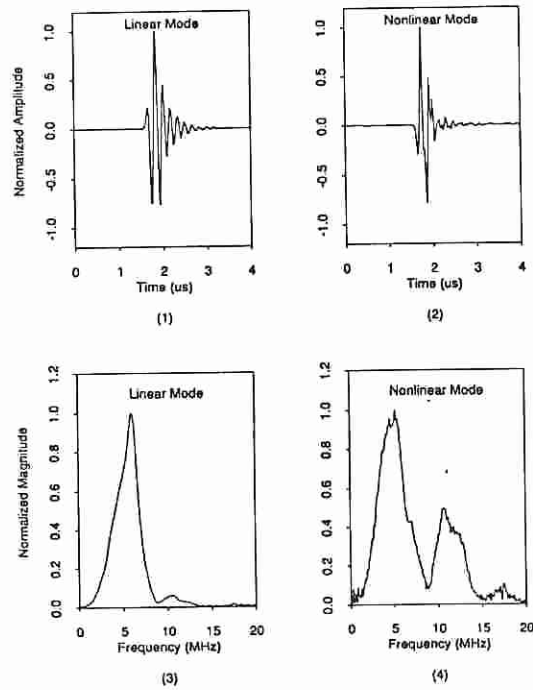 Linear Mode
Normalized Amplitude
1.0
0.5
0.0
-0.5
-1.0
0 1 2 3 4
Time (us)
(1)
Nonlinear Mode
1.0
0.5
0.0
-0.5
-1.0
0 1 2 3 4
Time (us)
(2)
Linear Mode
Normalized Magnitude
1.2
1.0
0.8
0.6
0.4
0.2
0.0
0 5 10 15 20
Frequency (MHz)
(3)
Nonlinear Mode
1.2
1.0
0.8
0.6
0.4
0.2
0.0
0 5 10 15 20
Frequency (MHz)
(4)